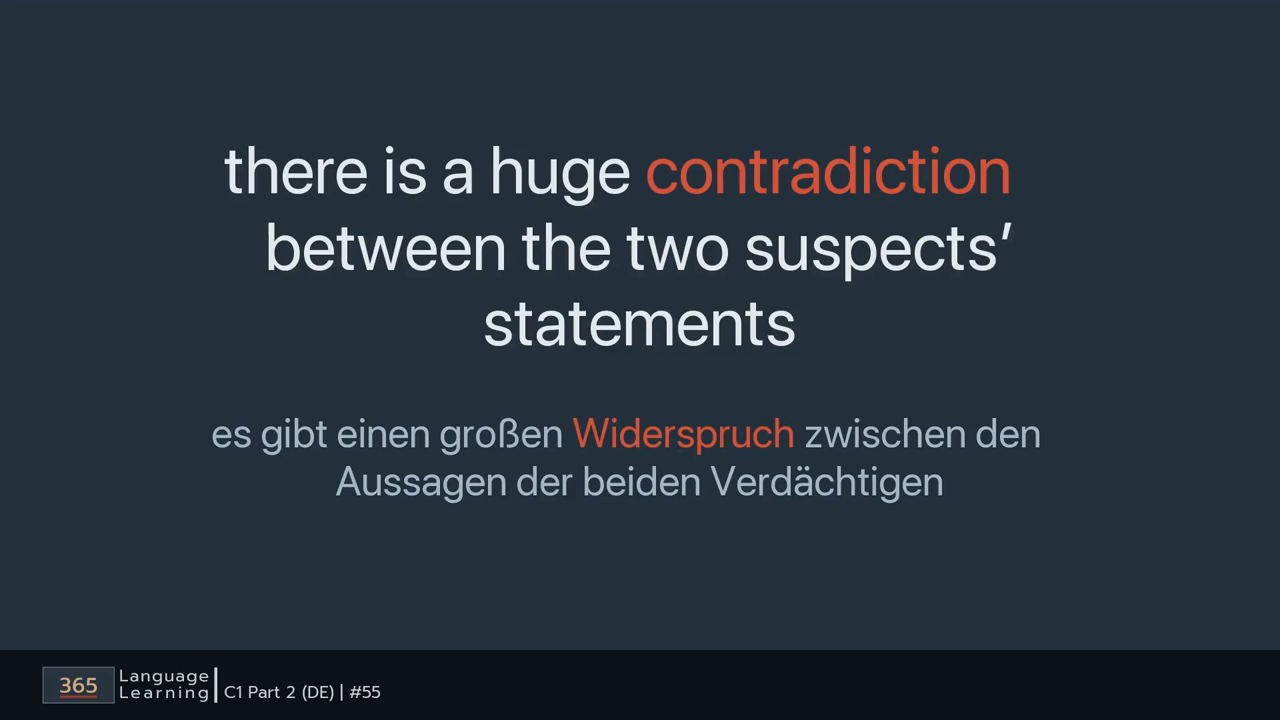 there is a huge contradiction
between the two suspects’
statements
es gibt einen großen Widerspruch zwischen den
Aussagen der beiden Verdächtigen
365
Language
Learning
C1 Part 2 (DE) | #55